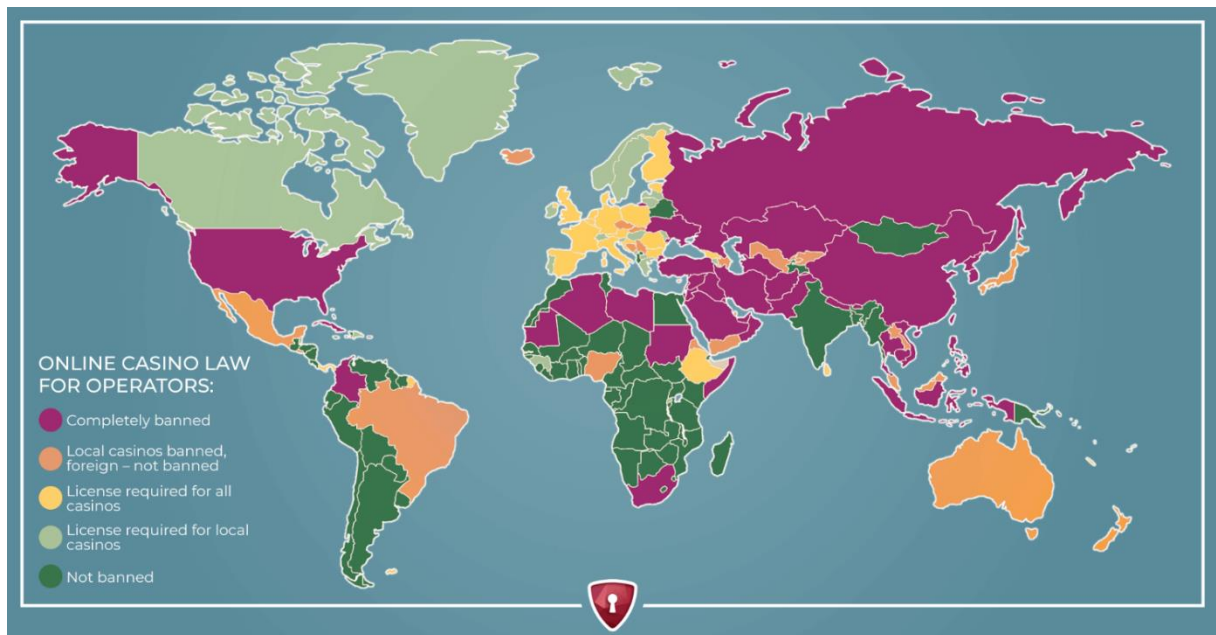 ONLINE CASINO LAW
FOR OPERATORS:
Completely banned
Local casinos banned,
foreign – not banned
License required for all
casinos
License required for local
casinos
Not banned